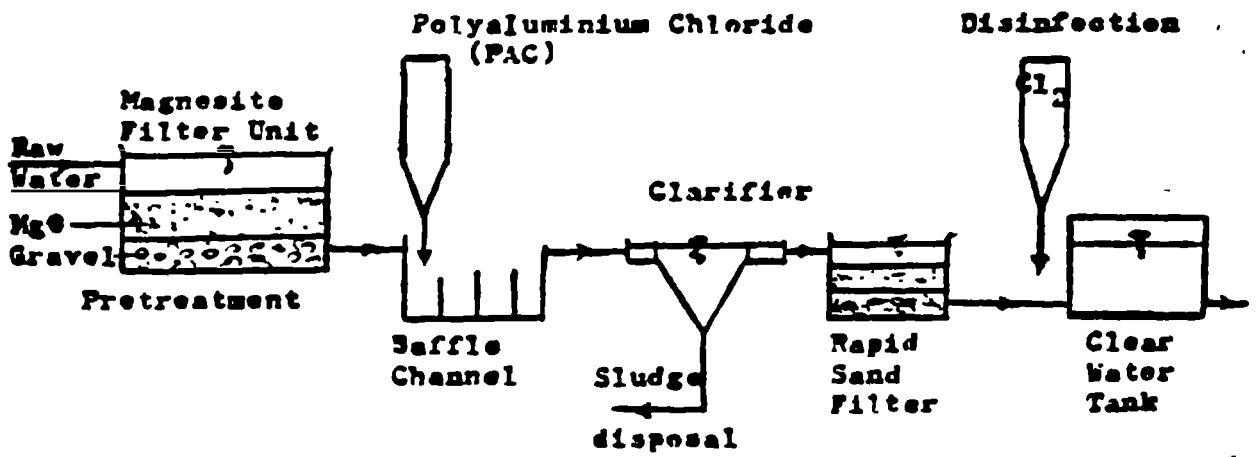 Polyaluminium Chloride
(PAC)
Disinfection
Cl2
Magnesite
Filter Unit
Raw
Water
MgO
Gravel
Pretreatment
Clarifier
Baffle
Channel
Sludge
disposal
Rapid
Sand
Filter
Clear
Water
Tank